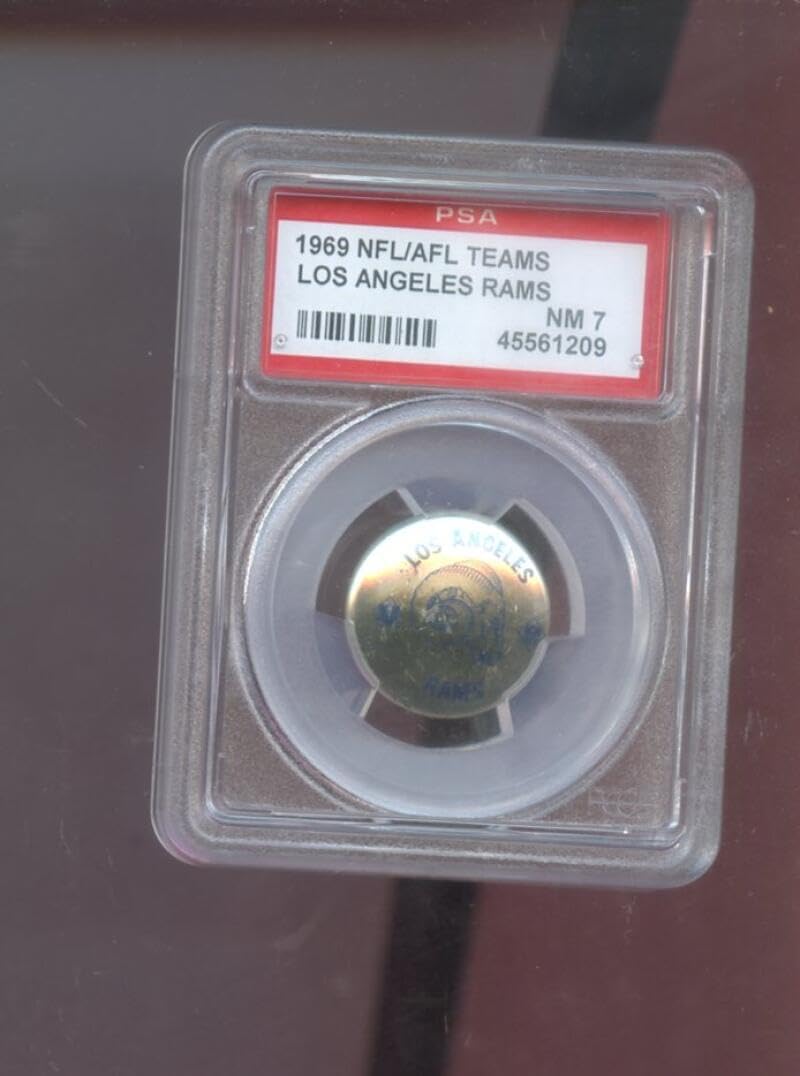 PSA
1969 NFL/AFL TEAMS
LOS ANGELES RAMS
NM 7
45561209
LOS ANGELES
RAMS